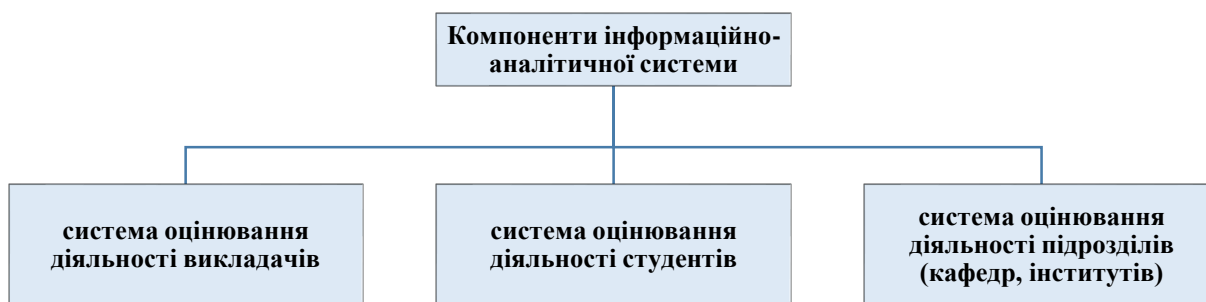 Компоненти інформаційно-
аналітичної системи
система оцінювання
діяльності викладачів
система оцінювання
діяльності студентів
система оцінювання
діяльності підрозділів
(кафедр, інститутів)